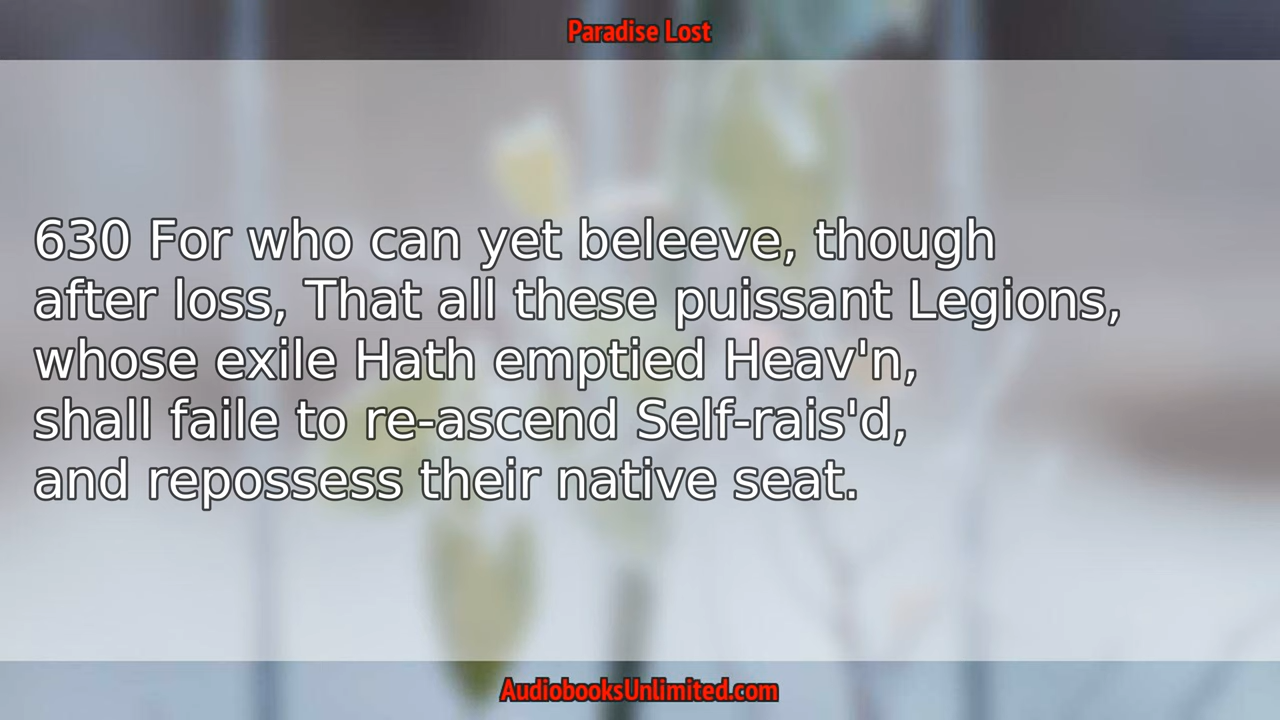 Paradise Lost
630 For who can yet beleeve, though
after loss, That all these puissant Legions,
whose exile Hath emptied Heav'n,
shall faile to re-ascend Self-rais'd,
and repossess their native seat.
AudiobooksUnlimited.com